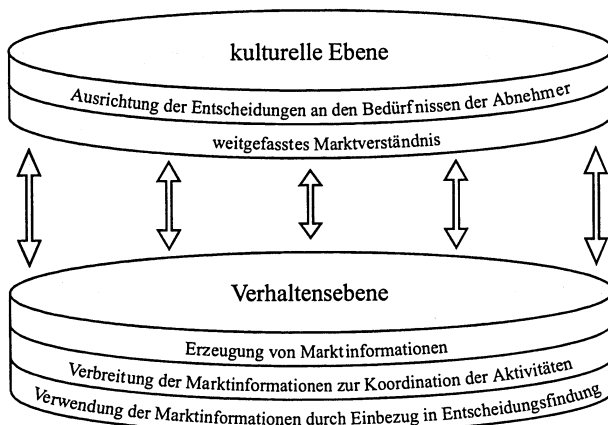 kulturelle Ebene
Ausrichtung der Entscheidungen an den Bedürfnissen der Abnehmer
weitgefasstes Marktverständnis
Verhaltensebene
Erzeugung von Marktinformationen
Verbreitung der Marktinformationen zur Koordination der Aktivitäten
Verwendung der Marktinformationen durch Einbezug in Entscheidungsfindung